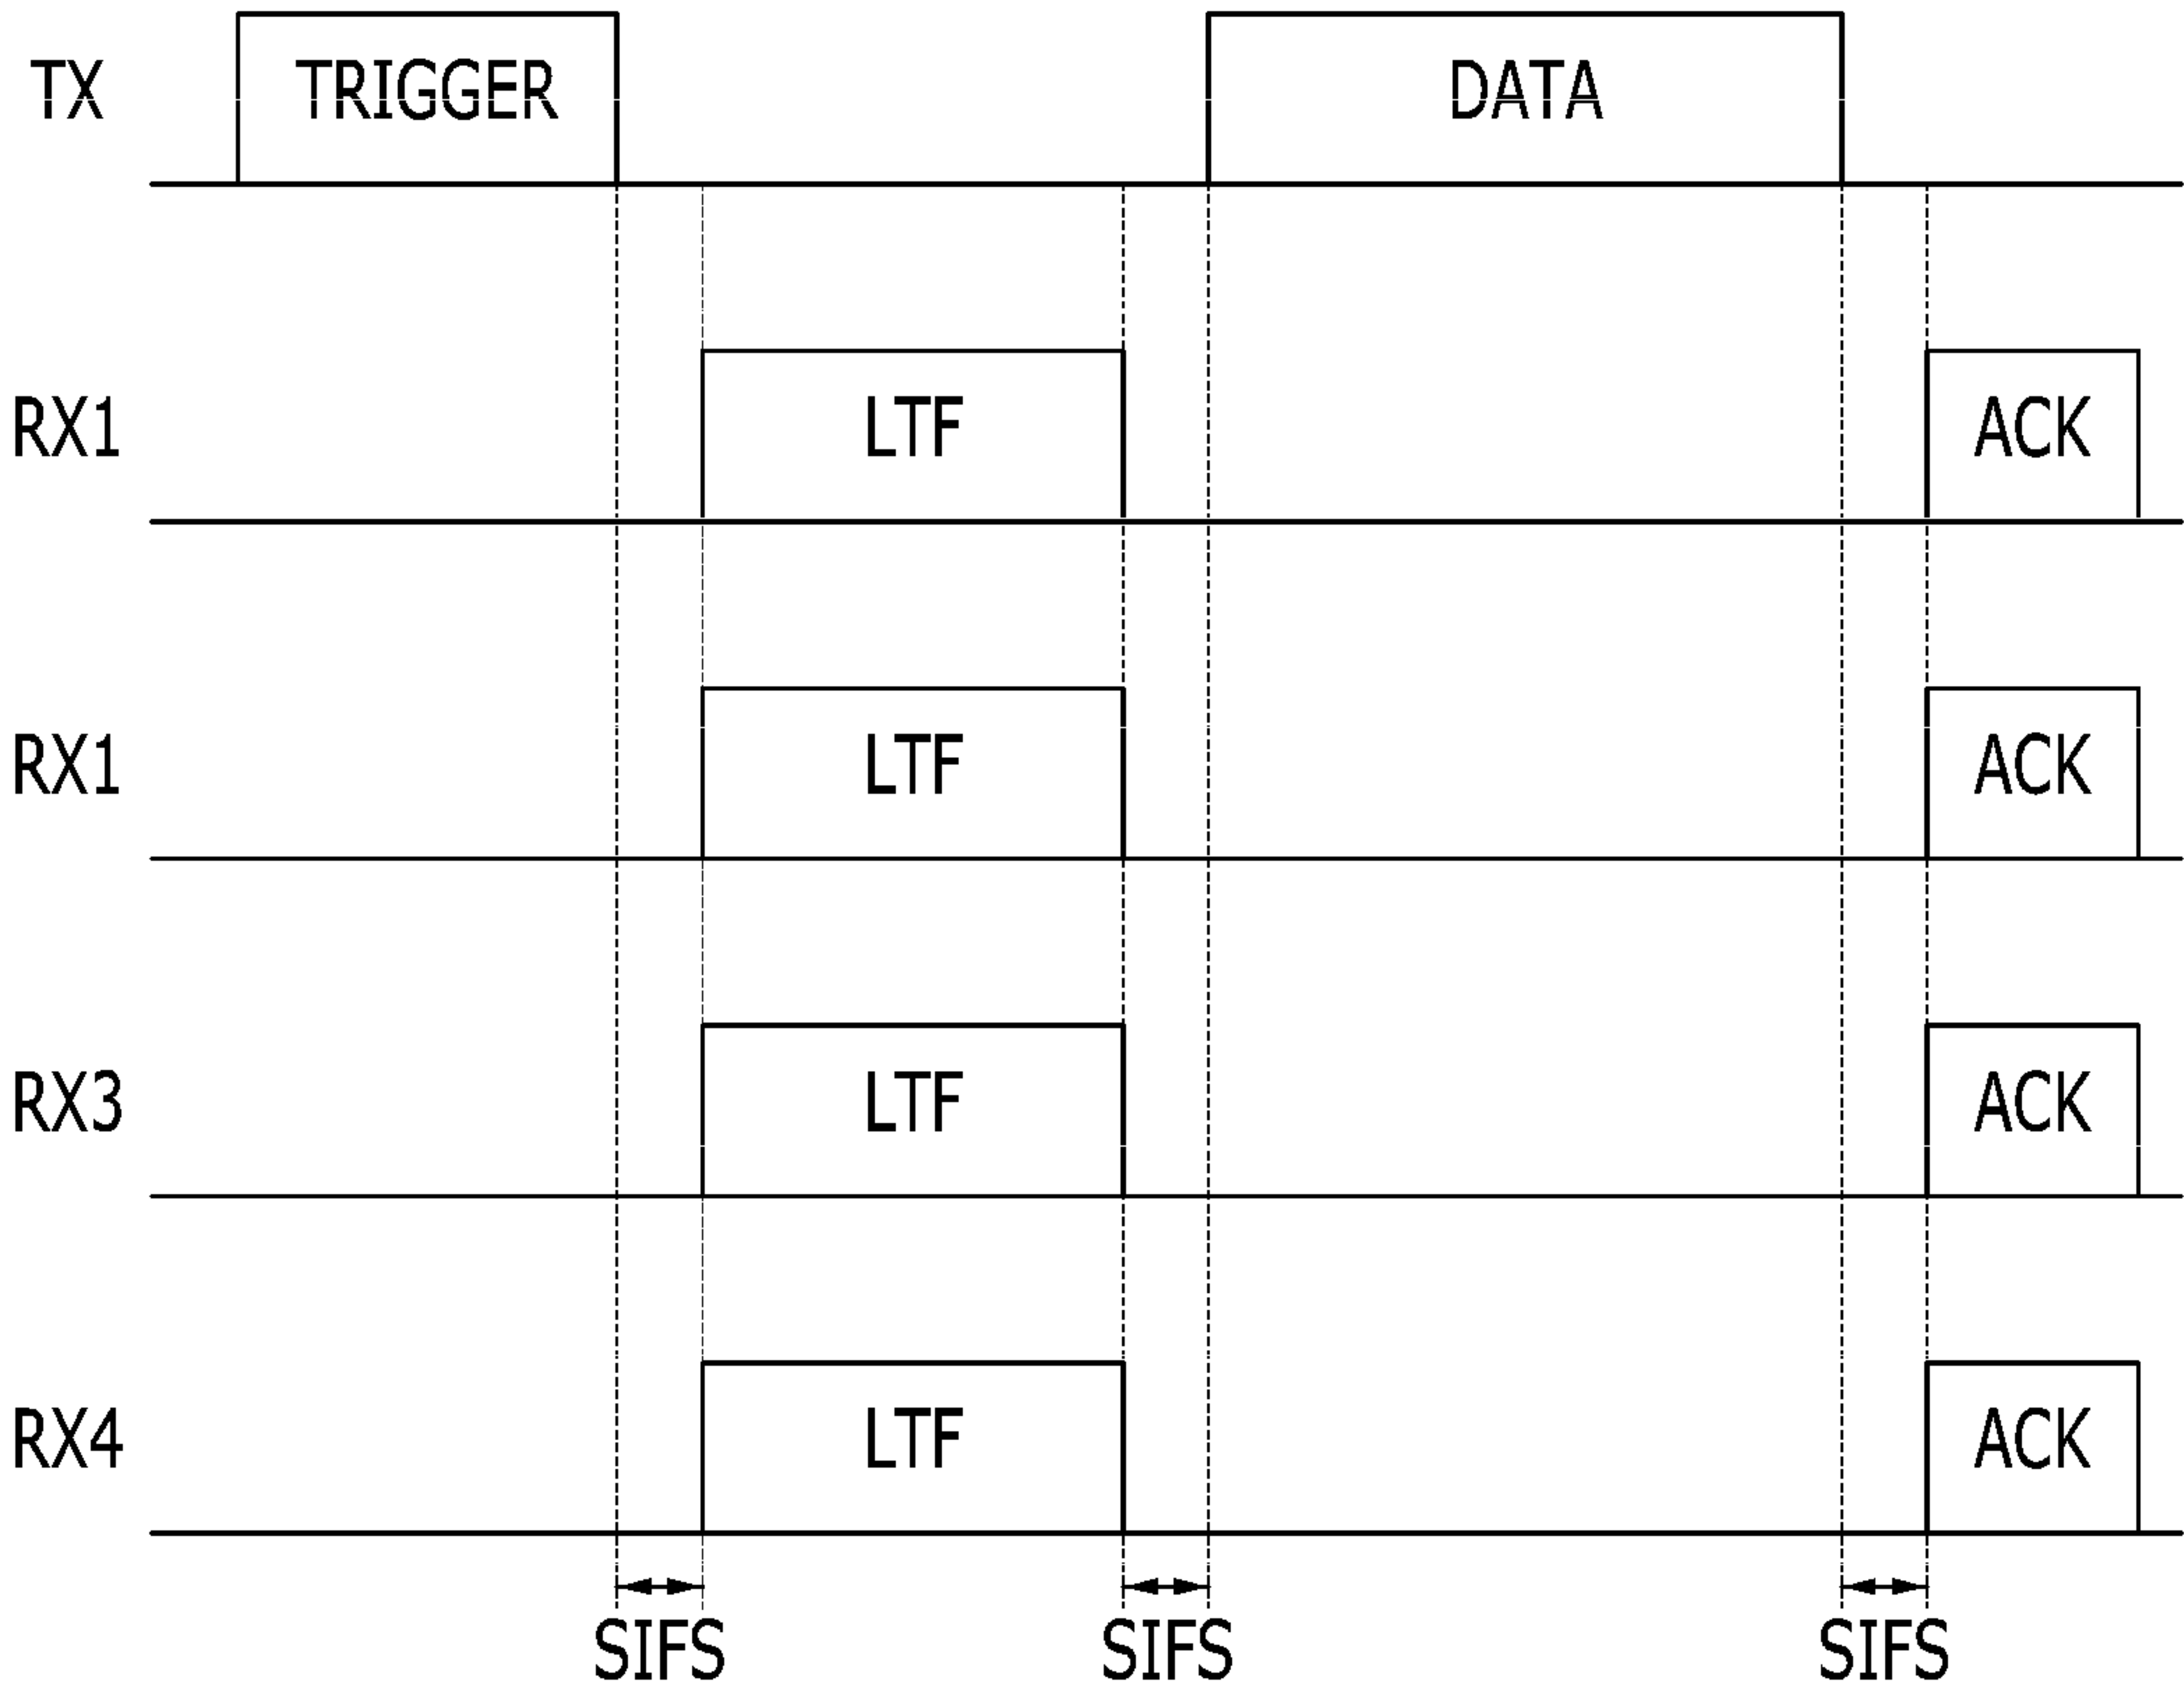 TX TRIGGER DATA
RX1 LTF ACK
RX1 LTF ACK
RX3 LTF ACK
RX4 LTF ACK
SIFS SIFS SIFS